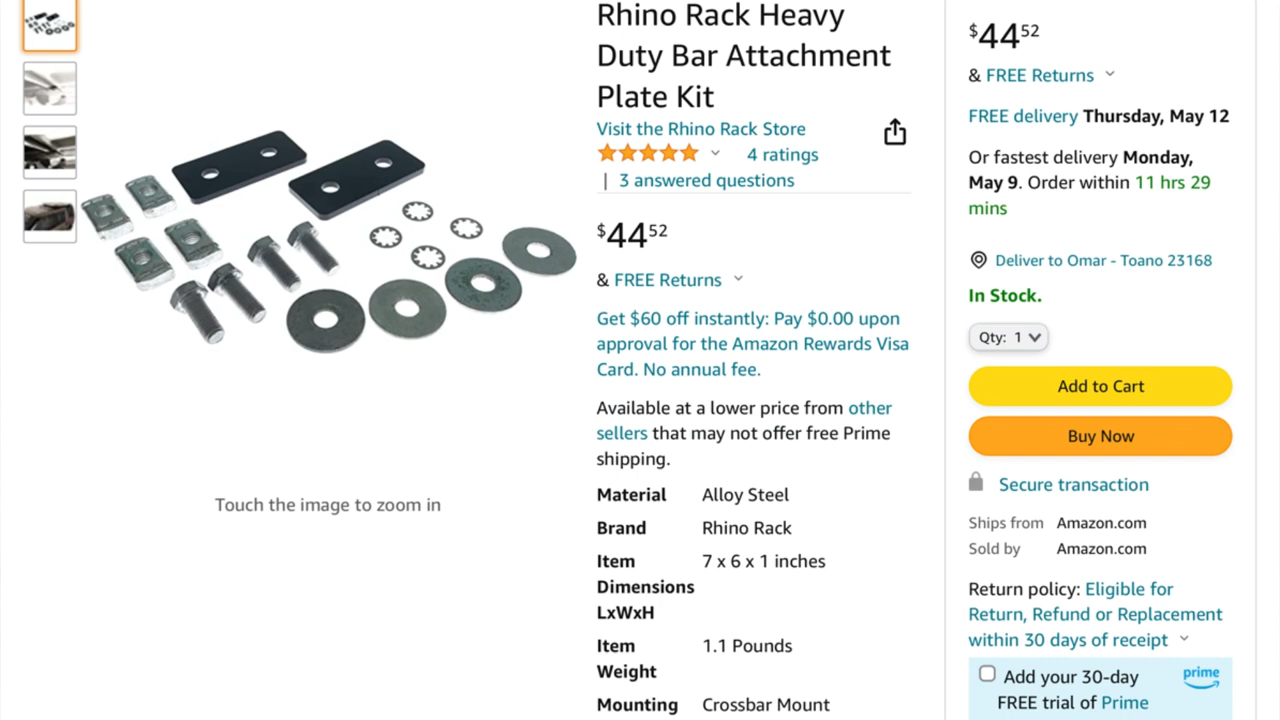 Rhino Rack Heavy
Duty Bar Attachment
Plate Kit
Visit the Rhino Rack Store
4 ratings
| 3 answered questions
$44 52
& FREE Returns
Get $60 off instantly: Pay $0.00 upon
approval for the Amazon Rewards Visa
Card. No annual fee.
Available at a lower price from other
sellers that may not offer free Prime
shipping.
Material Alloy Steel
Brand Rhino Rack
Item 7 x 6 x 1 inches
Dimensions
LxWxH
Item 1.1 Pounds
Weight
Mounting Crossbar Mount
Touch the image to zoom in
$44 52
& FREE Returns
FREE delivery Thursday, May 12
Or fastest delivery Monday,
May 9. Order within 11 hrs 29
mins
Deliver to Omar - Toano 23168
In Stock.
Qty: 1
Add to Cart
Buy Now
Secure transaction
Ships from Amazon.com
Sold by Amazon.com
Return policy: Eligible for
Return, Refund or Replacement
within 30 days of receipt
Add your 30-day
FREE trial of Prime
prime